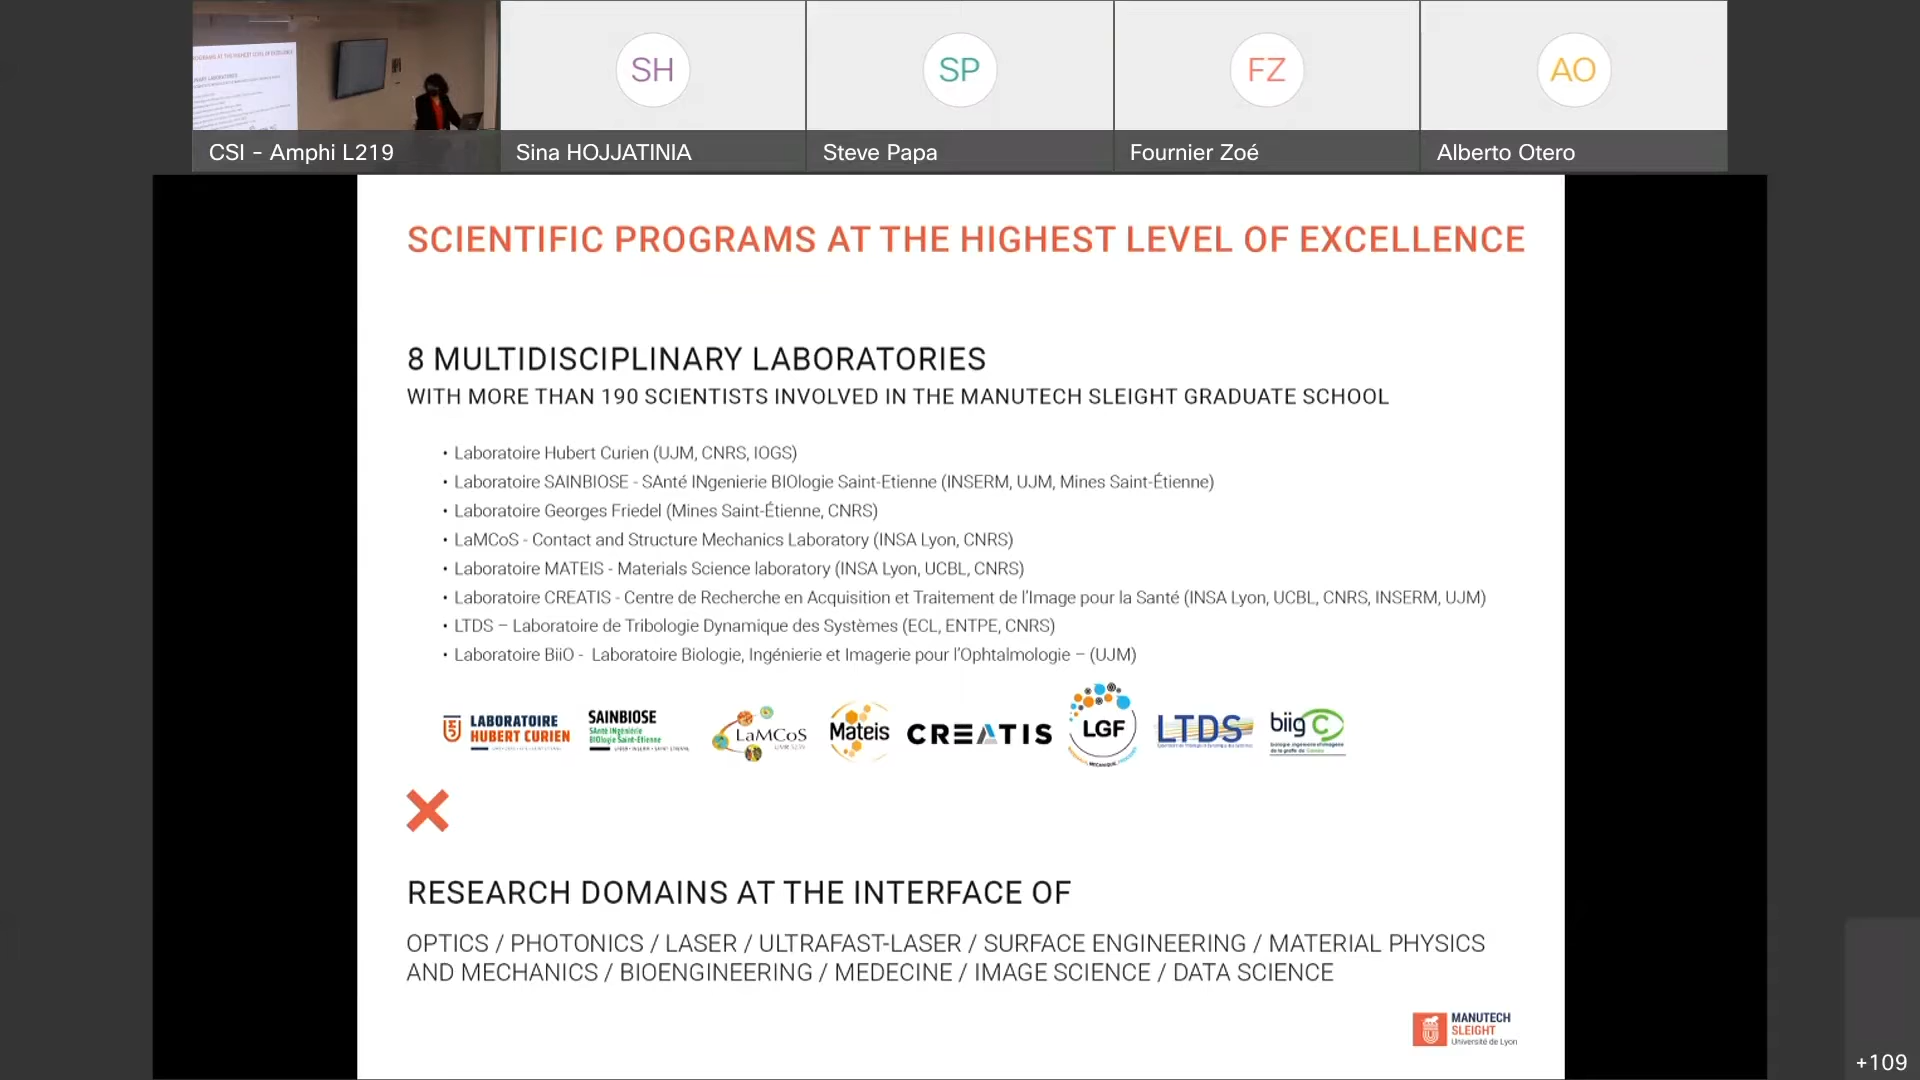 SH
SP
FZ
AO
CSI - Amphi L219
Sina HOJJATINIA
Steve Papa
Fournier Zoé
Alberto Otero
SCIENTIFIC PROGRAMS AT THE HIGHEST LEVEL OF EXCELLENCE
8 MULTIDISCIPLINARY LABORATORIES
WITH MORE THAN 190 SCIENTISTS INVOLVED IN THE MANUTECH SLEIGHT GRADUATE SCHOOL
• Laboratoire Hubert Curien (UJM, CNRS, IOGS)
• Laboratoire SAINBIOSE - SAnté INgenierie BIOlogie Saint-Etienne (INSERM, UJM, Mines Saint-Étienne)
• Laboratoire Georges Friedel (Mines Saint-Étienne, CNRS)
• LaMCoS - Contact and Structure Mechanics Laboratory (INSA Lyon, CNRS)
• Laboratoire MATEIS - Materials Science laboratory (INSA Lyon, UCBL, CNRS)
• Laboratoire CREATIS - Centre de Recherche en Acquisition et Traitement de l'Image pour la Santé (INSA Lyon, UCBL, CNRS, INSERM, UJM)
• LTDS – Laboratoire de Tribologie Dynamique des Systèmes (ECL, ENTPE, CNRS)
• Laboratoire BiiO - Laboratoire Biologie, Ingénierie et Imagerie pour l'Ophtalmologie – (UJM)
LABORATOIRE
HUBERT CURIEN
SAINBIOSE
SAnté INgéniérie
BIOlogie Saint-Etienne
LaMCoS
Mateis
CREATIS
LGF
LTDS
biigC
RESEARCH DOMAINS AT THE INTERFACE OF
OPTICS / PHOTONICS / LASER / ULTRAFAST-LASER / SURFACE ENGINEERING / MATERIAL PHYSICS
AND MECHANICS / BIOENGINEERING / MEDECINE / IMAGE SCIENCE / DATA SCIENCE
MANUTECH
SLEIGHT
Université de Lyon
+109